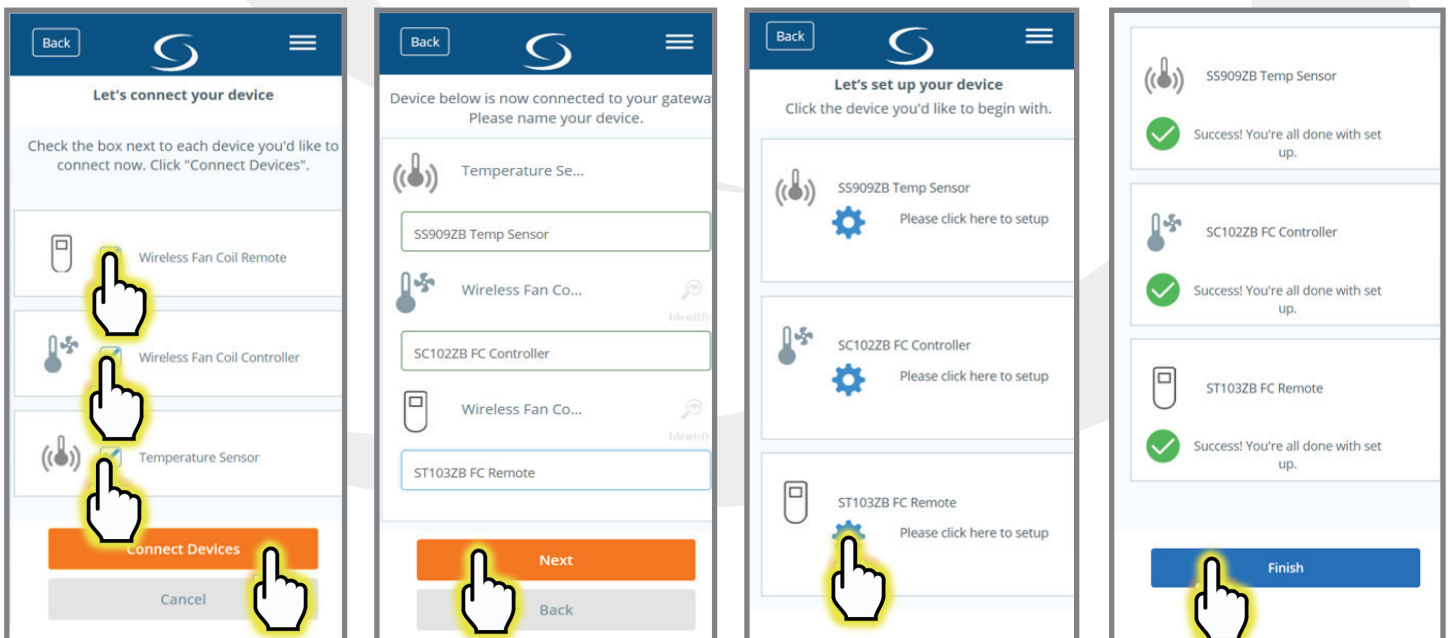 Back
Let's connect your device
Check the box next to each device you'd like to
connect now. Click "Connect Devices".
Wireless Fan Coil Remote
Wireless Fan Coil Controller
Temperature Sensor
Connect Devices
Cancel
Back
Device below is now connected to your gatewa
Please name your device.
Temperature Se...
SS909ZB Temp Sensor
Wireless Fan Co...
Identify
SC102ZB FC Controller
Wireless Fan Co...
Identify
ST103ZB FC Remote
Next
Back
Back
Let's set up your device
Click the device you'd like to begin with.
SS909ZB Temp Sensor
Please click here to setup
SC102ZB FC Controller
Please click here to setup
ST103ZB FC Remote
Please click here to setup
SS909ZB Temp Sensor
Success! You're all done with set
up.
SC102ZB FC Controller
Success! You're all done with set
up.
ST103ZB FC Remote
Success! You're all done with set
up.
Finish